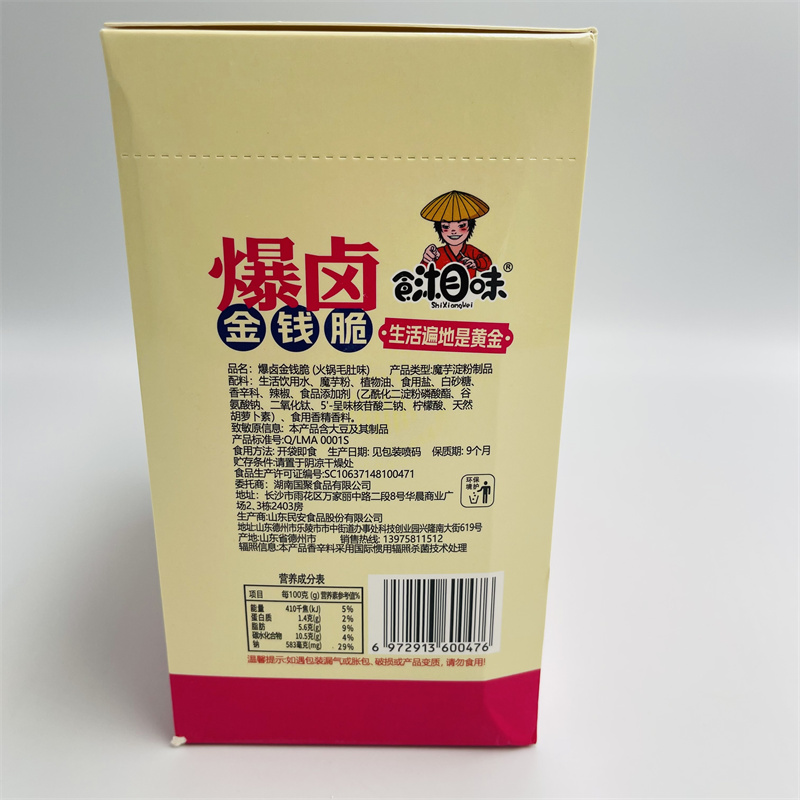 爆卤
金钱脆
食湘味®
ShiXiangWei
·生活遍地是黄金·
品名：爆卤金钱脆 (火锅毛肚味) 产品类型:魔芋淀粉制品
配料：生活饮用水、魔芋粉、植物油、食用盐、白砂糖、
香辛料、辣椒、食品添加剂（乙酰化二淀粉磷酸酯、谷
氨酸钠、二氧化钛、5'-呈味核苷酸二钠、柠檬酸、天然
胡萝卜素）、食用香精香料。
致敏原信息: 本产品含大豆及其制品
产品标准号:Q/LMA 0001S
食用方法: 开袋即食 生产日期: 见包装喷码 保质期: 9个月
贮存条件:请置于阴凉干燥处
食品生产许可证编号:SC10637148100471
委托商：湖南国聚食品有限公司
地址：长沙市雨花区万家丽中路二段8号华晨商业广
场2、3栋2403房
生产商:山东民安食品股份有限公司
地址:山东德州市乐陵市市中街道办事处科技创业园兴隆南大街619号
产地:山东省德州市 销售热线: 13975811512
辐照信息:本产品香辛料采用国际惯用辐照杀菌技术处理
环保
境护
营养成分表
项目 每100克 (g) 营养素参考值%
能量 410千焦(kJ) 5%
蛋白质 1.4克(g) 2%
脂肪 5.6克(g) 9%
碳水化合物 10.5克(g) 4%
钠 583毫克(mg) 29%
6 972913 600476
温馨提示:如遇包装漏气或胀包、破损或产品变质，请勿食用!